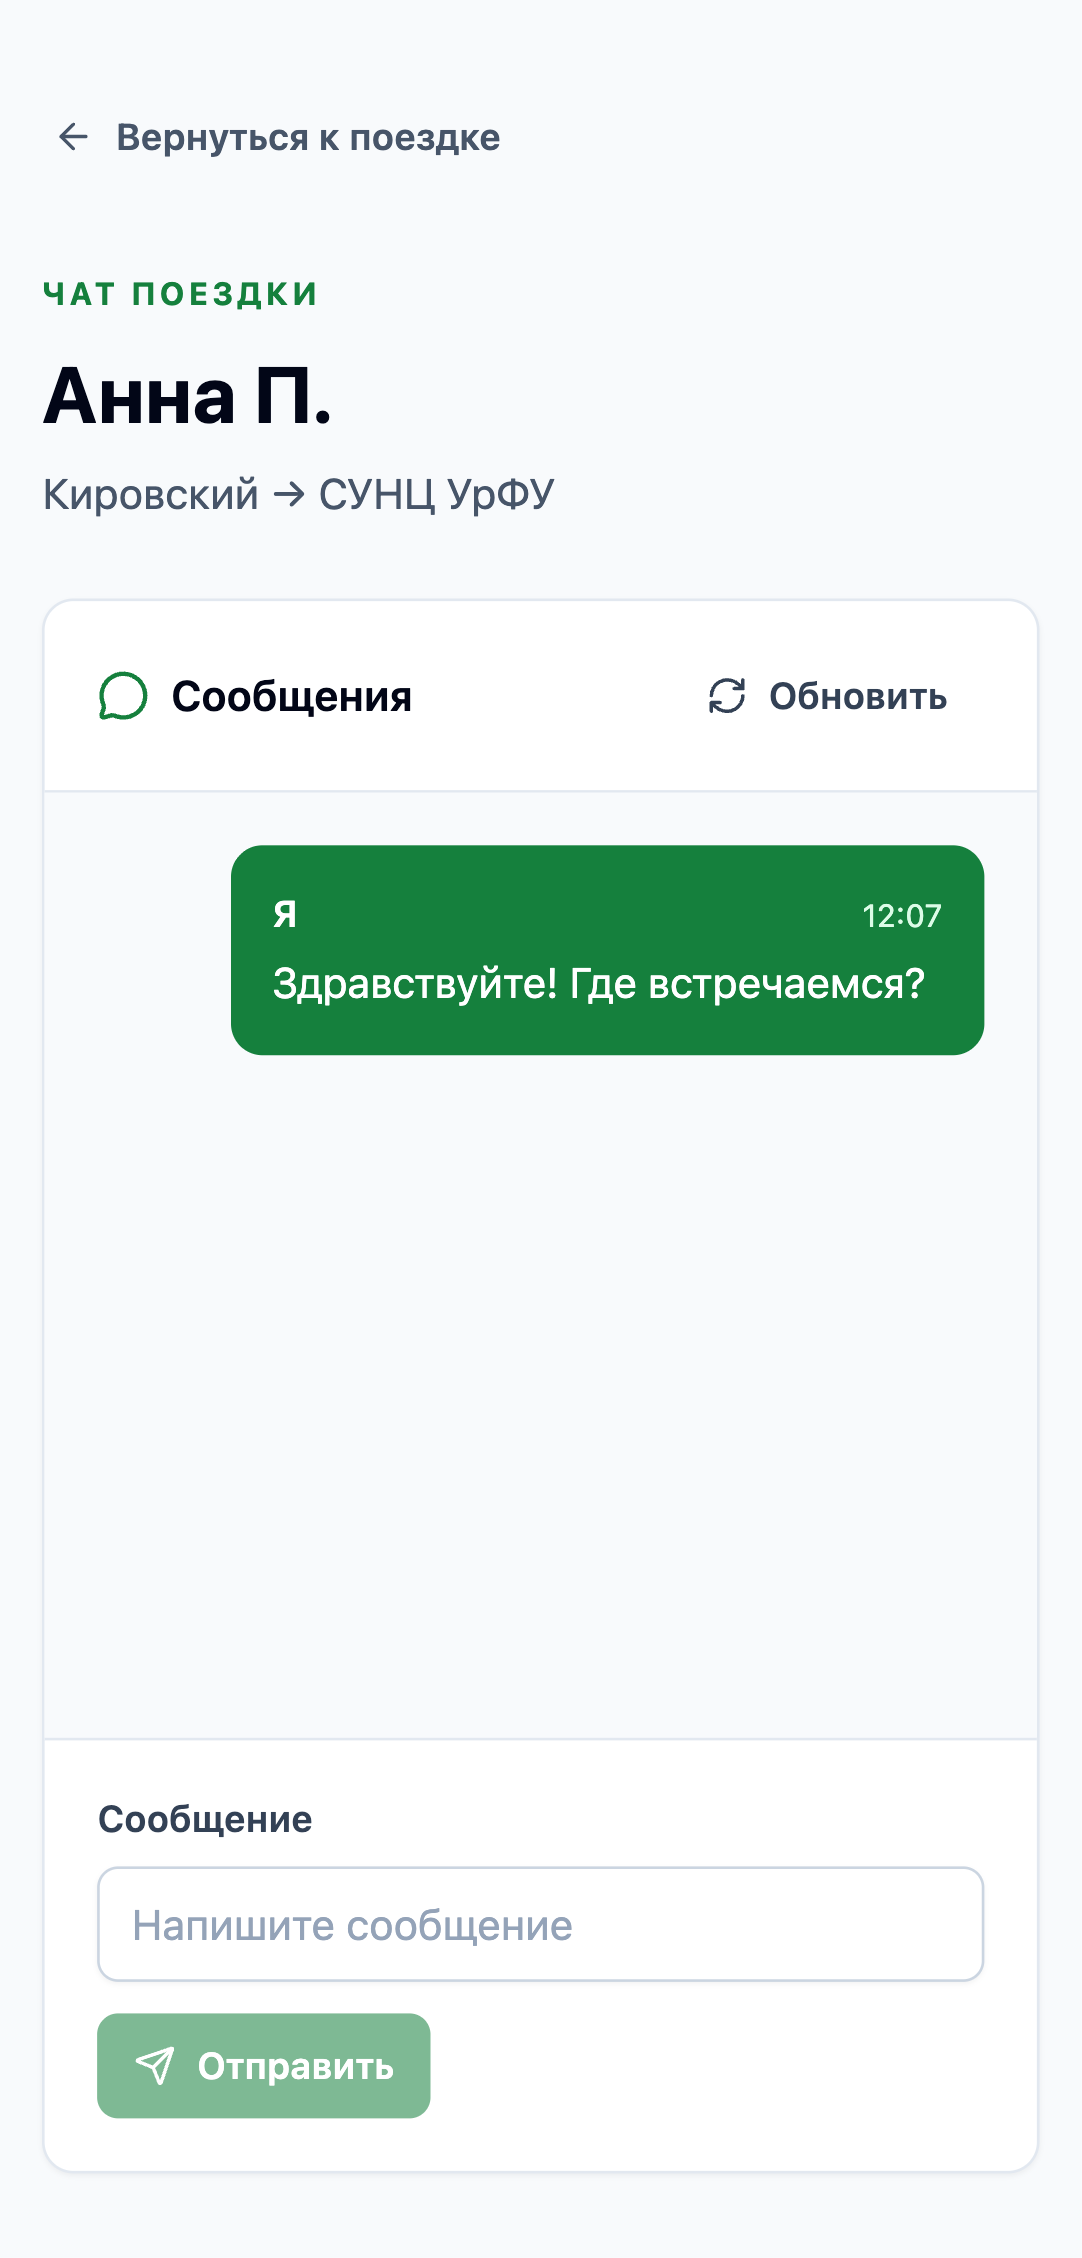 Вернуться к поездке
ЧАТ ПОЕЗДКИ
Анна П.
Кировский → СУНЦ УрФУ
Сообщения
Обновить
Я 12:07
Здравствуйте! Где встречаемся?
Сообщение
Напишите сообщение
Отправить